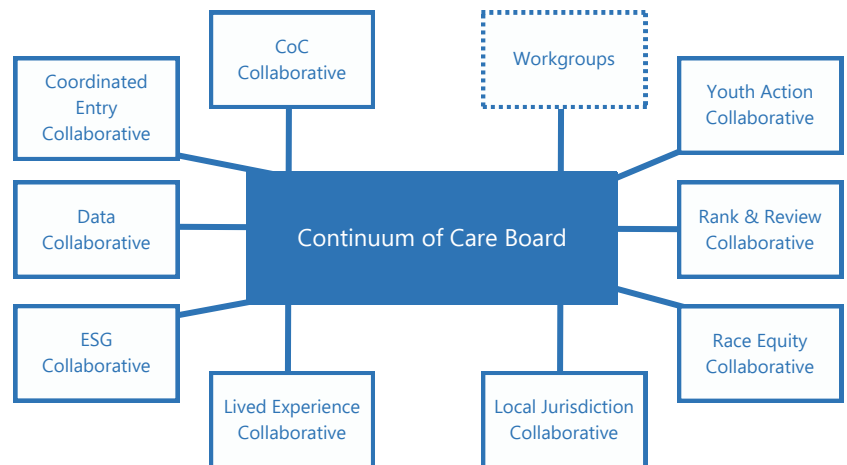 CoC
Collaborative
Workgroups
Coordinated
Entry
Collaborative
Youth Action
Collaborative
Data
Collaborative
Continuum of Care Board
Rank & Review
Collaborative
ESG
Collaborative
Race Equity
Collaborative
Lived Experience
Collaborative
Local Jurisdiction
Collaborative